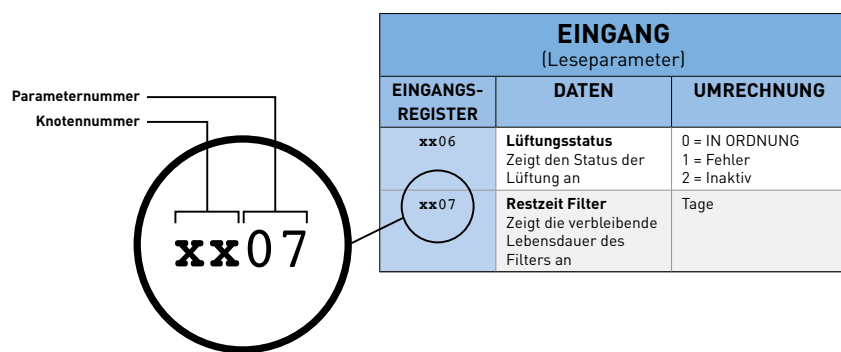 Parameternummer
Knotennummer
xx07
EINGANG
(Leseparameter)
EINGANGS-
REGISTER
DATEN
UMRECHNUNG
xx06
Lüftungsstatus
Zeigt den Status der
Lüftung an
0 = IN ORDNUNG
1 = Fehler
2 = Inaktiv
xx07
Restzeit Filter
Zeigt die verbleibende
Lebensdauer des
Filters an
Tage